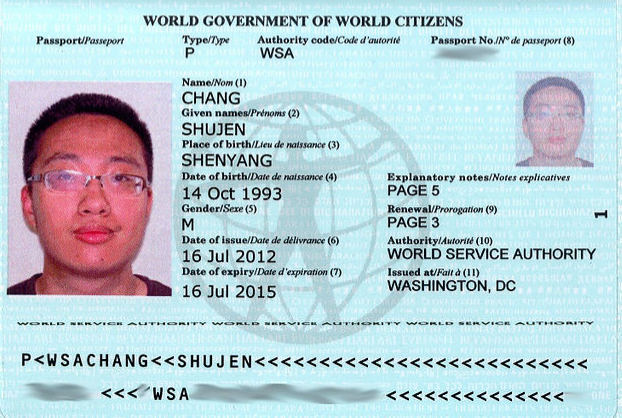 WORLD GOVERNMENT OF WORLD CITIZENS
Passport/Passeport Type/Type Authority code/Code d'autorité Passport No./Nº de passeport (8)
P WSA
Name/Nom (1)
CHANG
Given names/Prénoms (2)
SHUJEN
Place of birth/Lieu de naissance (3)
SHENYANG
Date of birth/Date de naissance (4)
14 Oct 1993
Gender/Sexe (5)
M
Date of issue/Date de délivrance (6)
16 Jul 2012
Date of expiry/Date d'expiration (7)
16 Jul 2015
Explanatory notes/Notes explicatives
PAGE 5
Renewal/Prorogation (9)
PAGE 3
Authority/Autorité (10)
WORLD SERVICE AUTHORITY
Issued at/Fait à (11)
WASHINGTON, DC
1
WORLD SERVICE AUTHORITY WORLD SERVICE AUTHORITY WORLD SERVICE AUTHORITY
P<WSACHANG<<SHUJEN<<<<<<<<<<<<<<<<<<<<<<<<<<
<<< WSA <<<<<<<<<<<<<<